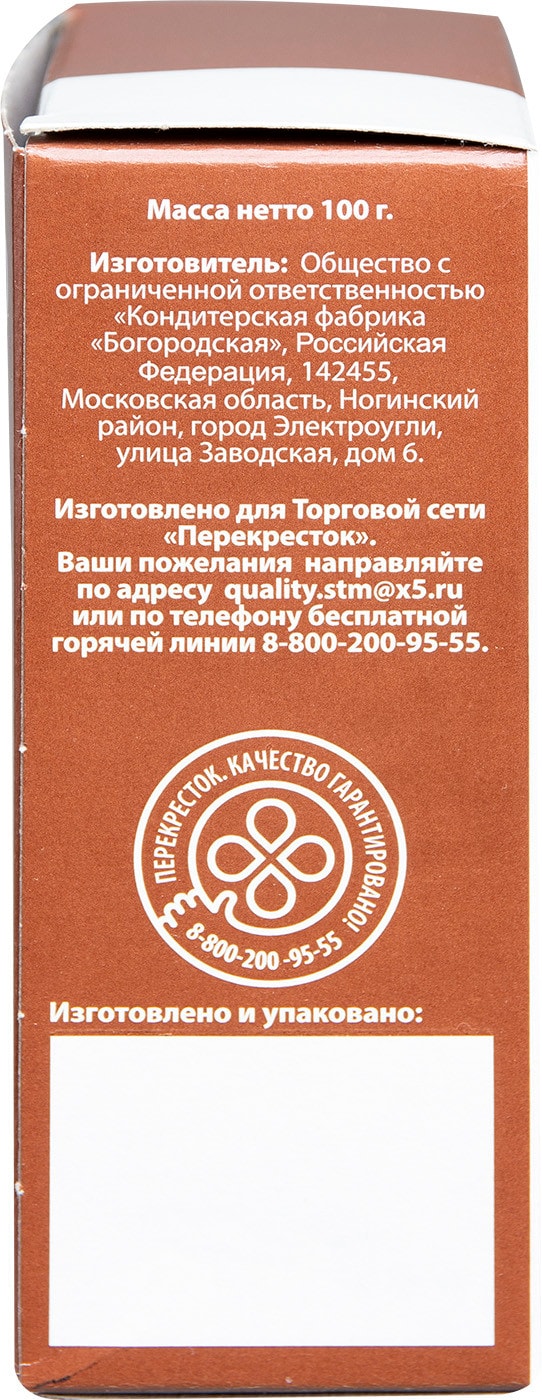 Масса нетто 100 г.
Изготовитель: Общество с
ограниченной ответственностью
«Кондитерская фабрика
«Богородская», Российская
Федерация, 142455,
Московская область, Ногинский
район, город Электроугли,
улица Заводская, дом 6.
Изготовлено для Торговой сети
«Перекресток».
Ваши пожелания направляйте
по адресу quality.stm@x5.ru
или по телефону бесплатной
горячей линии 8-800-200-95-55.
ПЕРЕКРЕСТОК. КАЧЕСТВО ГАРАНТИРОВАНО!
8-800-200-95-55
Изготовлено и упаковано: